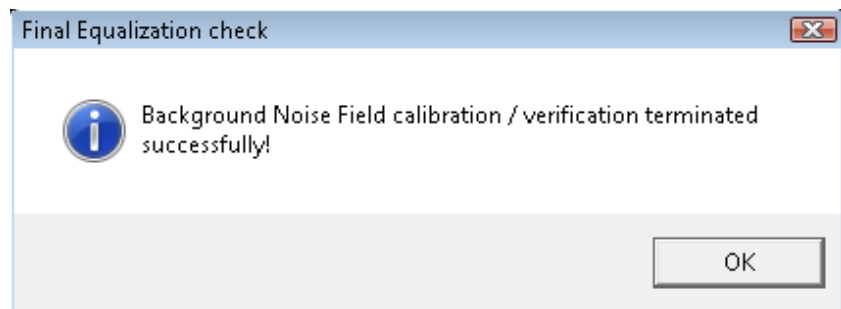 Final Equalization check
Background Noise Field calibration / verification terminated
successfully!
OK